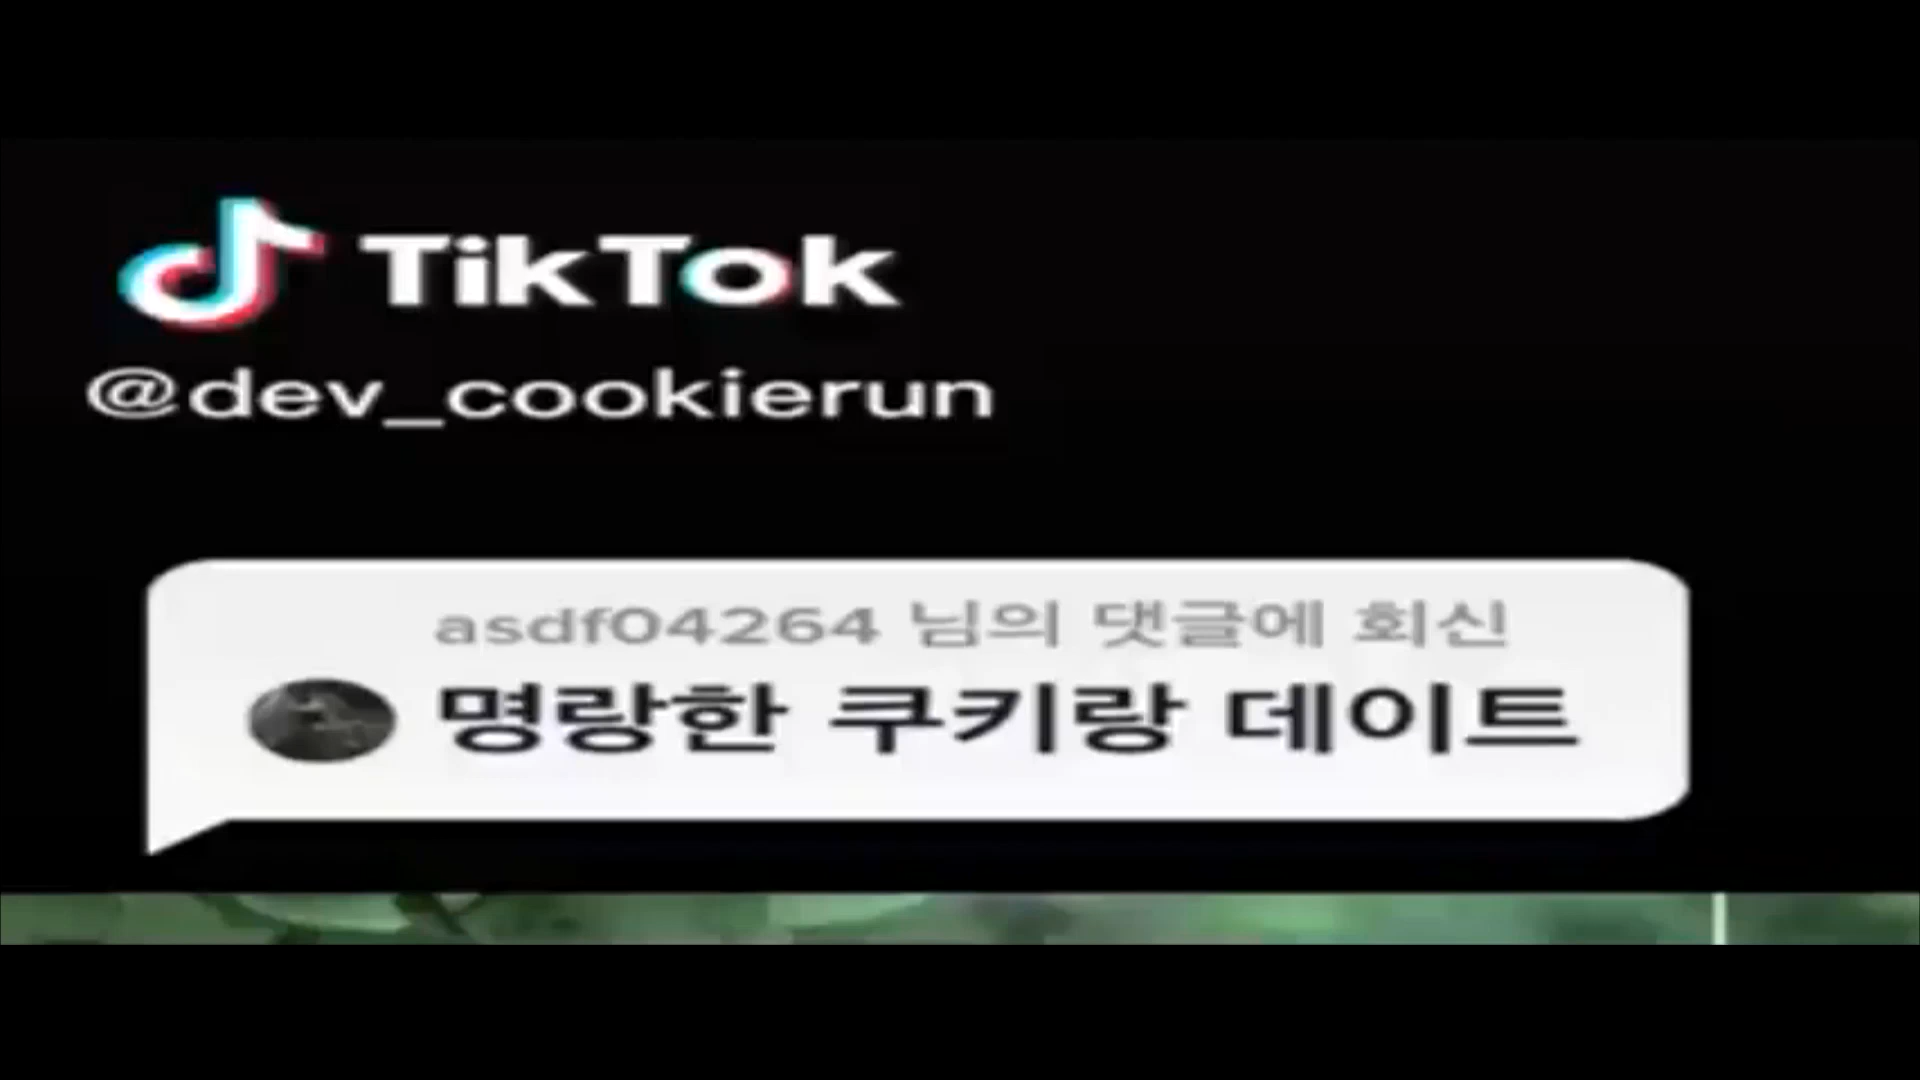 TikTok
@dev_cookierun
asdf04264 님의 댓글에 회신
명랑한 쿠키랑 데이트